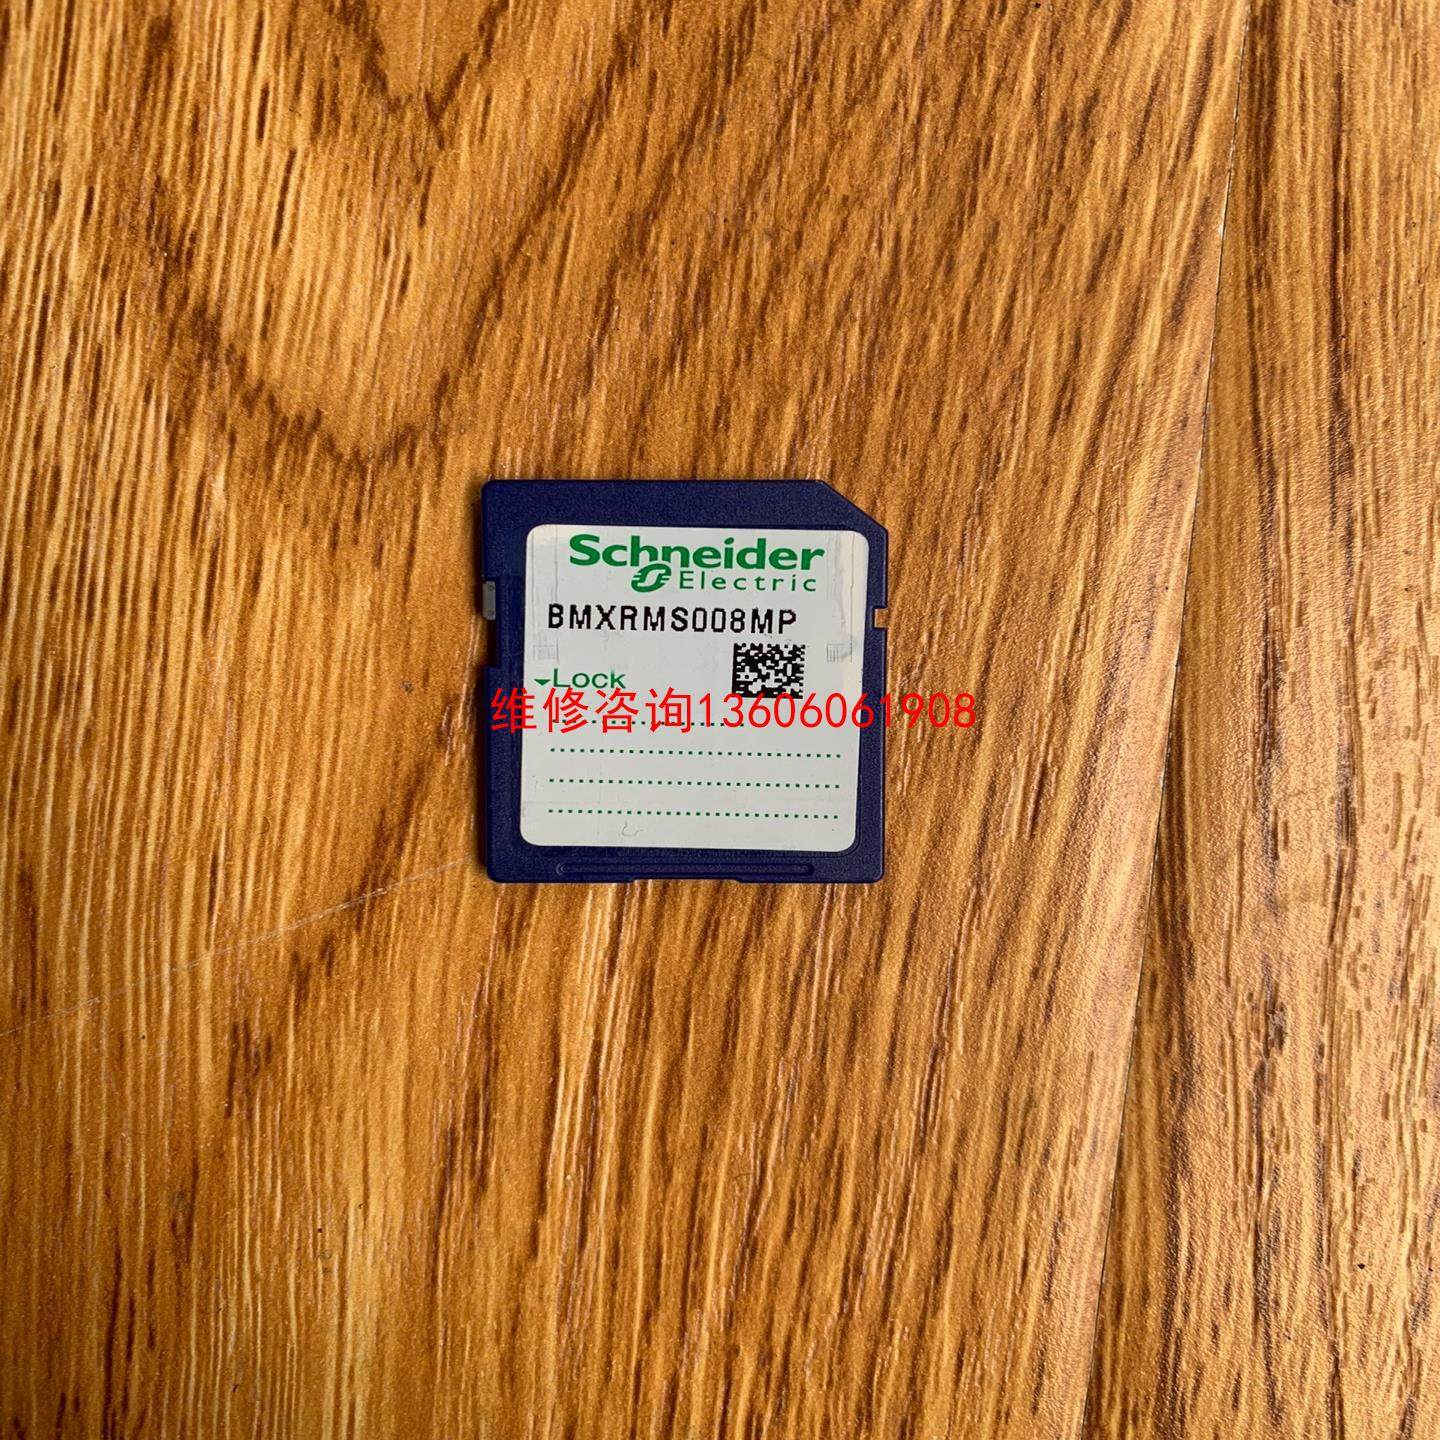 Schneider
Electric
BMXRMS008MP
Lock
维修咨询13606061908